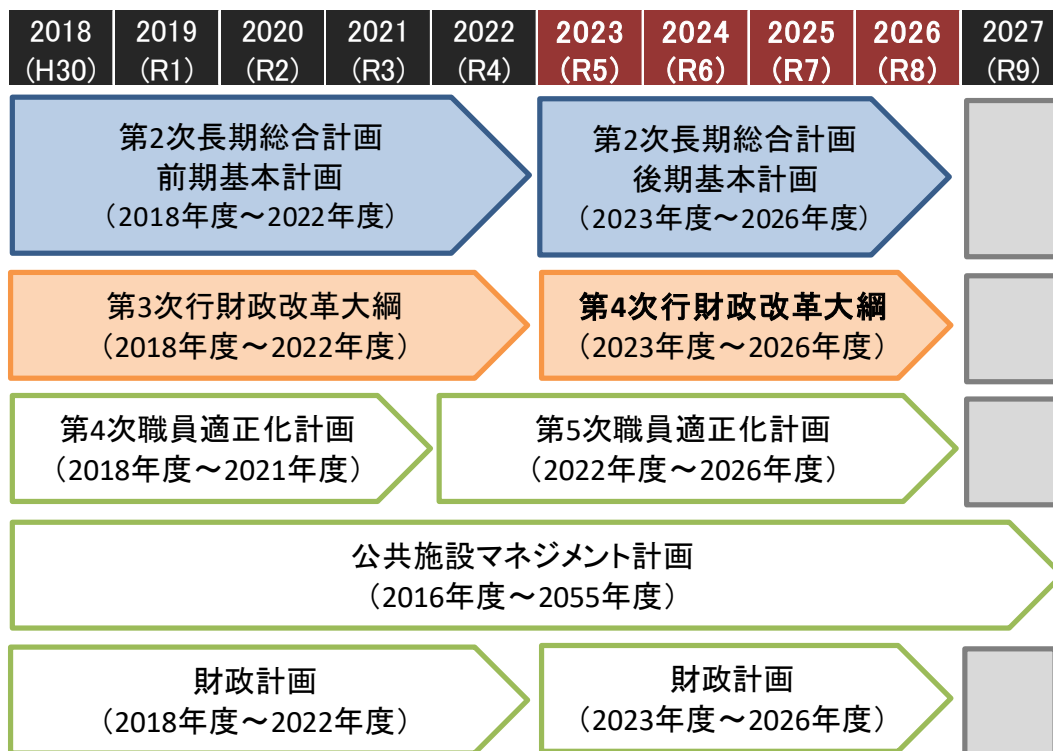 2018 2019 2020 2021 2022 2023 2024 2025 2026 2027
(H30) (R1) (R2) (R3) (R4) (R5) (R6) (R7) (R8) (R9)
第2次長期総合計画
前期基本計画
（2018年度～2022年度）
第2次長期総合計画
後期基本計画
（2023年度～2026年度）
第3次行財政改革大綱
（2018年度～2022年度）
第4次行財政改革大綱
（2023年度～2026年度）
第4次職員適正化計画
（2018年度～2021年度）
第5次職員適正化計画
（2022年度～2026年度）
公共施設マネジメント計画
（2016年度～2055年度）
財政計画
（2018年度～2022年度）
財政計画
（2023年度～2026年度）